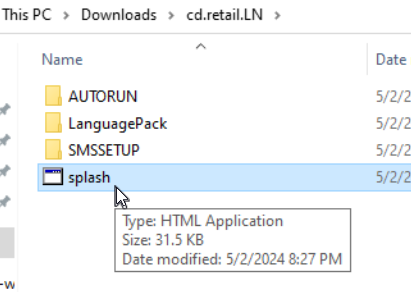 This PC > Downloads > cd.retail.LN >
Name Date
AUTORUN 5/2/2
LanguagePack 5/2/2
SMSSETUP 5/2/2
splash 5/2/2
Type: HTML Application
Size: 31.5 KB
Date modified: 5/2/2024 8:27 PM
-w